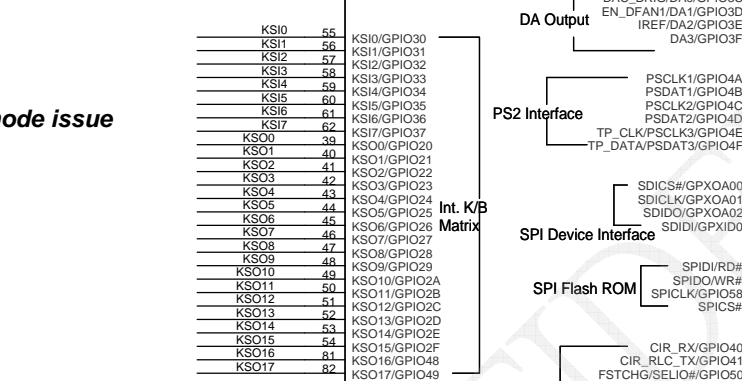 DA Output
EN_DFAN1/DA1/GPIO3D
IREF/DA2/GPIO3E
DA3/GPIO3F
KSI0 55 KSI0/GPIO30
KSI1 56 KSI1/GPIO31
KSI2 57 KSI2/GPIO32
KSI3 58 KSI3/GPIO33
KSI4 59 KSI4/GPIO34
KSI5 60 KSI5/GPIO35
KSI6 61 KSI6/GPIO36
KSI7 62 KSI7/GPIO37
KSO0 39 KSO0/GPIO20
KSO1 40 KSO1/GPIO21
KSO2 41 KSO2/GPIO22
KSO3 42 KSO3/GPIO23
KSO4 43 KSO4/GPIO24
KSO5 44 KSO5/GPIO25
KSO6 45 KSO6/GPIO26
KSO7 46 KSO7/GPIO27
KSO8 47 KSO8/GPIO28
KSO9 48 KSO9/GPIO29
KSO10 49 KSO10/GPIO2A
KSO11 50 KSO11/GPIO2B
KSO12 51 KSO12/GPIO2C
KSO13 52 KSO13/GPIO2D
KSO14 53 KSO14/GPIO2E
KSO15 54 KSO15/GPIO2F
KSO16 81 KSO16/GPIO48
KSO17 82 KSO17/GPIO49
ode issue
Int. K/B
Matrix
PS2 Interface
PSCLK1/GPIO4A
PSDAT1/GPIO4B
PSCLK2/GPIO4C
PSDAT2/GPIO4D
TP_CLK/PSCLK3/GPIO4E
TP_DATA/PSDAT3/GPIO4F
SPI Device Interface
SDICS#/GPXOA00
SDICLK/GPXOA01
SDIDO/GPXOA02
SDIDI/GPXID0
SPI Flash ROM
SPIDI/RD#
SPIDO/WR#
SPICLK/GPIO58
SPICS#
CIR_RX/GPIO40
CIR_RLC_TX/GPIO41
FSTCHG/SELIO#/GPIO50